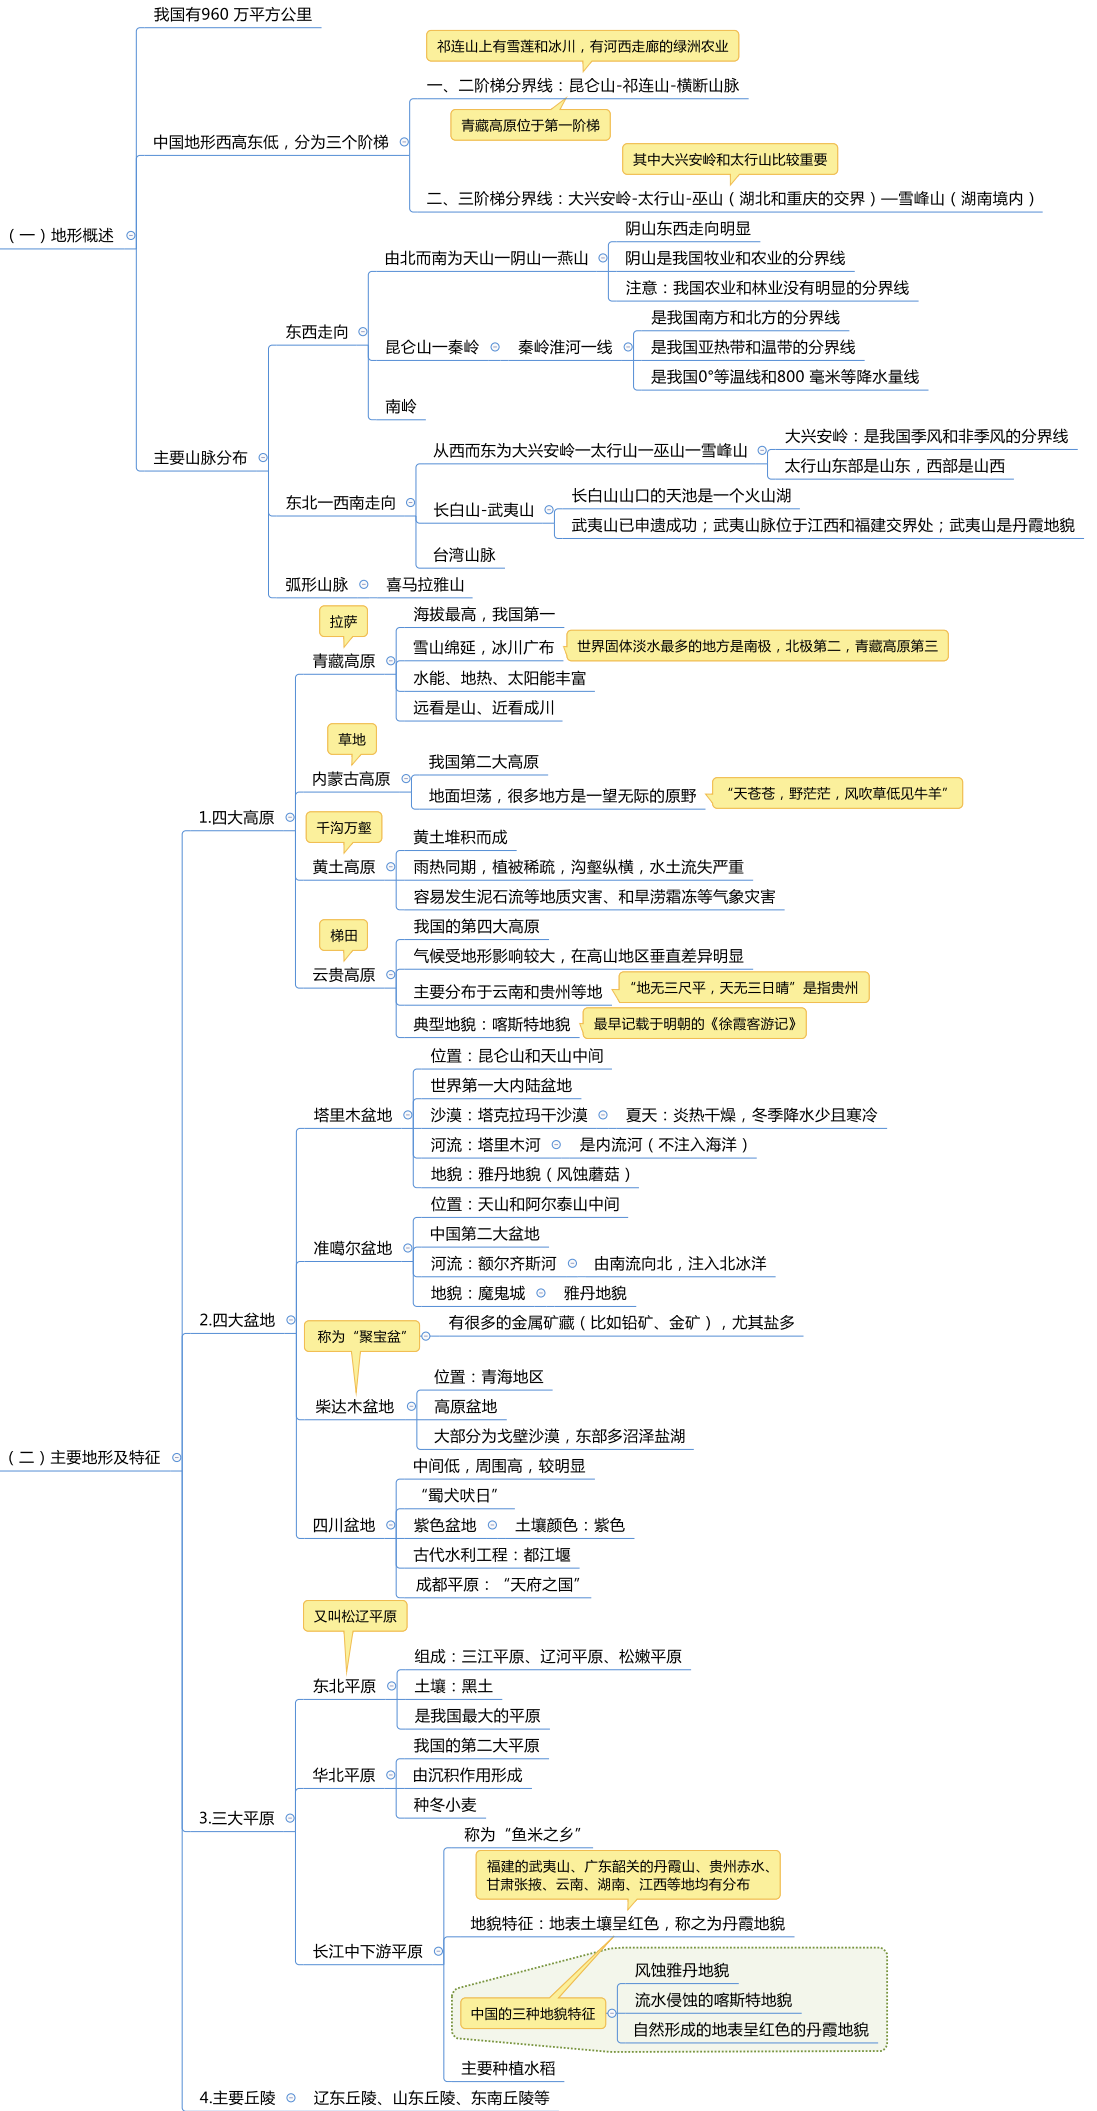 我国有960 万平方公里
祁连山上有雪莲和冰川，有河西走廊的绿洲农业
一、二阶梯分界线：昆仑山-祁连山-横断山脉
青藏高原位于第一阶梯
中国地形西高东低，分为三个阶梯
其中大兴安岭和太行山比较重要
二、三阶梯分界线：大兴安岭-太行山-巫山（湖北和重庆的交界）—雪峰山（湖南境内）
（一）地形概述
阴山东西走向明显
由北而南为天山一阴山一燕山
阴山是我国牧业和农业的分界线
注意：我国农业和林业没有明显的分界线
东西走向
是我国南方和北方的分界线
昆仑山一秦岭
秦岭淮河一线
是我国亚热带和温带的分界线
是我国0°等温线和800 毫米等降水量线
南岭
主要山脉分布
大兴安岭：是我国季风和非季风的分界线
从西而东为大兴安岭一太行山一巫山一雪峰山
太行山东部是山东，西部是山西
东北一西南走向
长白山山口的天池是一个火山湖
长白山-武夷山
武夷山已申遗成功；武夷山脉位于江西和福建交界处；武夷山是丹霞地貌
台湾山脉
弧形山脉
喜马拉雅山
拉萨
海拔最高，我国第一
青藏高原
雪山绵延，冰川广布
世界固体淡水最多的地方是南极，北极第二，青藏高原第三
水能、地热、太阳能丰富
远看是山、近看成川
草地
我国第二大高原
内蒙古高原
地面坦荡，很多地方是一望无际的原野
“天苍苍，野茫茫，风吹草低见牛羊”
1.四大高原
千沟万壑
黄土堆积而成
黄土高原
雨热同期，植被稀疏，沟壑纵横，水土流失严重
容易发生泥石流等地质灾害、和旱涝霜冻等气象灾害
梯田
我国的第四大高原
云贵高原
气候受地形影响较大，在高山地区垂直差异明显
主要分布于云南和贵州等地
“地无三尺平，天无三日晴”是指贵州
典型地貌：喀斯特地貌
最早记载于明朝的《徐霞客游记》
位置：昆仑山和天山中间
世界第一大内陆盆地
塔里木盆地
沙漠：塔克拉玛干沙漠
夏天：炎热干燥，冬季降水少且寒冷
河流：塔里木河
是内流河（不注入海洋）
地貌：雅丹地貌（风蚀蘑菇）
位置：天山和阿尔泰山中间
中国第二大盆地
准噶尔盆地
河流：额尔齐斯河
由南流向北，注入北冰洋
地貌：魔鬼城
雅丹地貌
2.四大盆地
称为“聚宝盆”
有很多的金属矿藏（比如铅矿、金矿），尤其盐多
位置：青海地区
柴达木盆地
高原盆地
大部分为戈壁沙漠，东部多沼泽盐湖
（二）主要地形及特征
中间低，周围高，较明显
“蜀犬吠日”
四川盆地
紫色盆地
土壤颜色：紫色
古代水利工程：都江堰
成都平原：“天府之国”
又叫松辽平原
组成：三江平原、辽河平原、松嫩平原
东北平原
土壤：黑土
是我国最大的平原
我国的第二大平原
华北平原
由沉积作用形成
种冬小麦
3.三大平原
称为“鱼米之乡”
福建的武夷山、广东韶关的丹霞山、贵州赤水、
甘肃张掖、云南、湖南、江西等地均有分布
地貌特征：地表土壤呈红色，称之为丹霞地貌
长江中下游平原
风蚀雅丹地貌
中国的三种地貌特征
流水侵蚀的喀斯特地貌
自然形成的地表呈红色的丹霞地貌
主要种植水稻
4.主要丘陵
辽东丘陵、山东丘陵、东南丘陵等